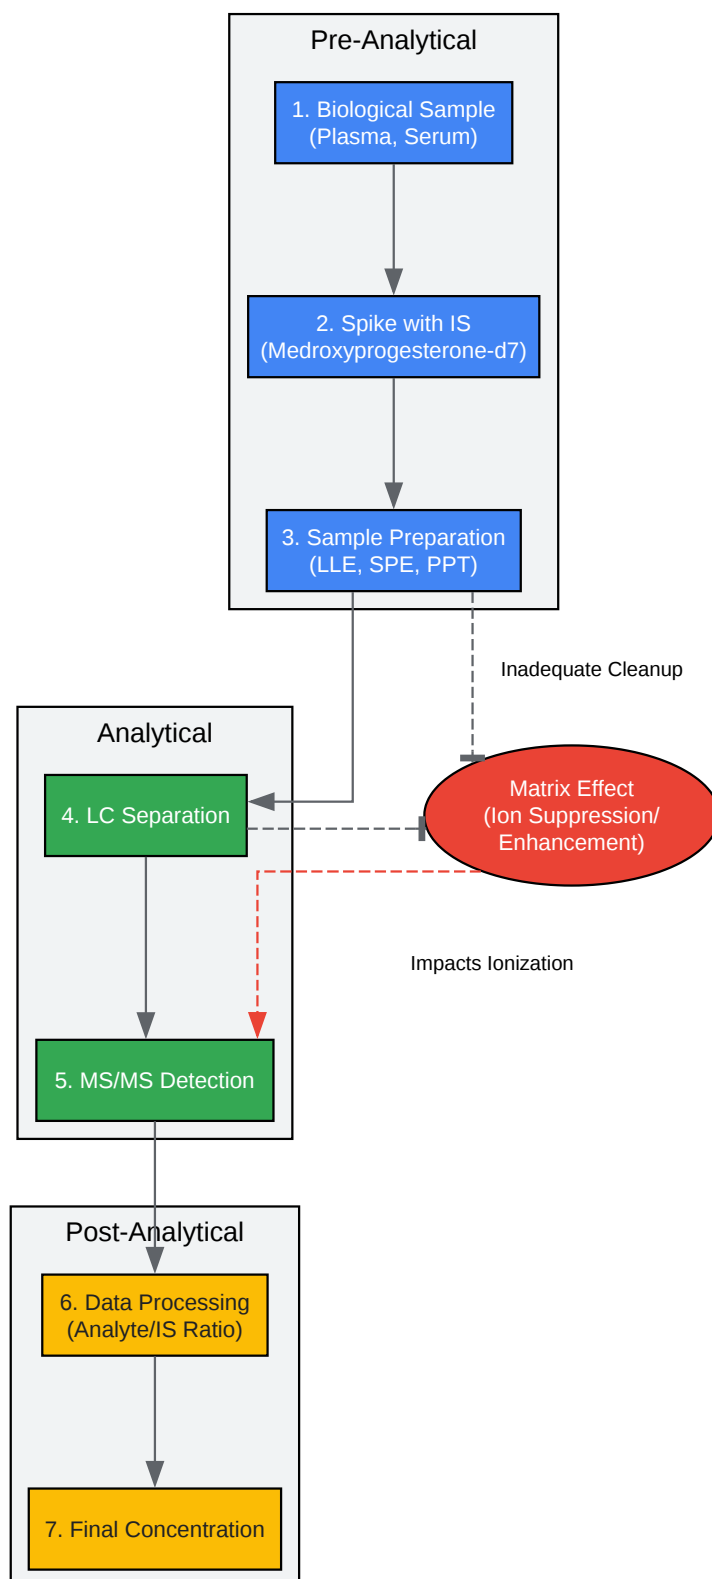 Pre-Analytical
1. Biological Sample
(Plasma, Serum)
2. Spike with IS
(Medroxyprogesterone-d7)
3. Sample Preparation
(LLE, SPE, PPT)
Inadequate Cleanup
Analytical
4. LC Separation
Matrix Effect
(Ion Suppression/
Enhancement)
Impacts Ionization
5. MS/MS Detection
Post-Analytical
6. Data Processing
(Analyte/IS Ratio)
7. Final Concentration